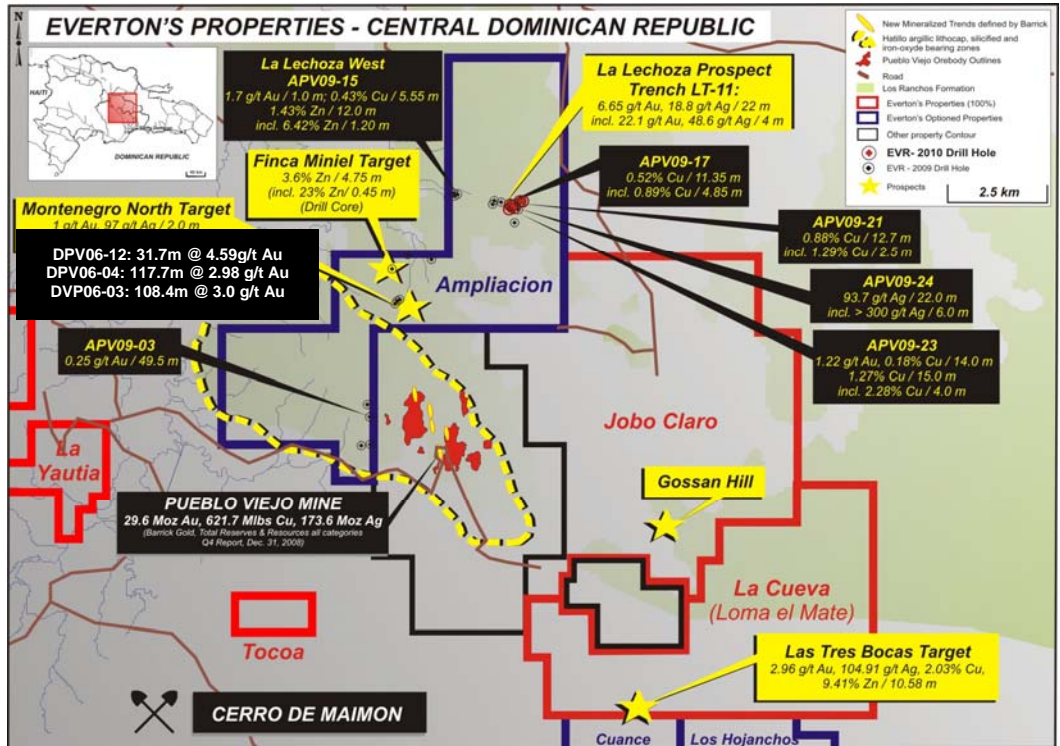 EVERTON'S PROPERTIES - CENTRAL DOMINICAN REPUBLIC
N
HAITI
DOMINICAN REPUBLIC
La Lechoza West
APV09-15
1.7 g/t Au / 1.0 m; 0.43% Cu / 5.55 m
1.43% Zn / 12.0 m
incl. 6.42% Zn / 1.20 m
La Lechoza Prospect
Trench LT-11:
6.65 g/t Au, 18.8 g/t Ag / 22 m
incl. 22.1 g/t Au, 48.6 g/t Ag / 4 m
New Mineralized Trends defined by Barrick
Hatillo argillic lithocap, silicified and
iron-oxyde bearing zones
Pueblo Viejo Orebody Outlines
Road
Los Ranchos Formation
Everton's Properties (100%)
Everton's Optioned Properties
Other property Contour
EVR- 2010 Drill Hole
EVR - 2009 Drill Hole
Prospects
2.5 km
Finca Miniel Target
3.6% Zn / 4.75 m
(incl. 23% Zn/ 0.45 m)
(Drill Core)
APV09-17
0.52% Cu / 11.35 m
incl. 0.89% Cu / 4.85 m
Montenegro North Target
1 g/t Au, 97 g/t Ag / 2.0 m
DPV06-12: 31.7m @ 4.59g/t Au
DPV06-04: 117.7m @ 2.98 g/t Au
DVP06-03: 108.4m @ 3.0 g/t Au
APV09-21
0.88% Cu / 12.7 m
incl. 1.29% Cu / 2.5 m
Ampliacion
APV09-24
93.7 g/t Ag / 22.0 m
incl. > 300 g/t Ag / 6.0 m
APV09-03
0.25 g/t Au / 49.5 m
APV09-23
1.22 g/t Au, 0.18% Cu / 14.0 m
1.27% Cu / 15.0 m
incl. 2.28% Cu / 4.0 m
Jobo Claro
La
Yautia
Gossan Hill
PUEBLO VIEJO MINE
29.6 Moz Au, 621.7 Mlbs Cu, 173.6 Moz Ag
(Barrick Gold, Total Reserves & Resources all categories
Q4 Report, Dec. 31, 2008)
La Cueva
(Loma el Mate)
Tocoa
Las Tres Bocas Target
2.96 g/t Au, 104.91 g/t Ag, 2.03% Cu,
9.41% Zn / 10.58 m
CERRO DE MAIMON
Cuance
Los Hojanchos